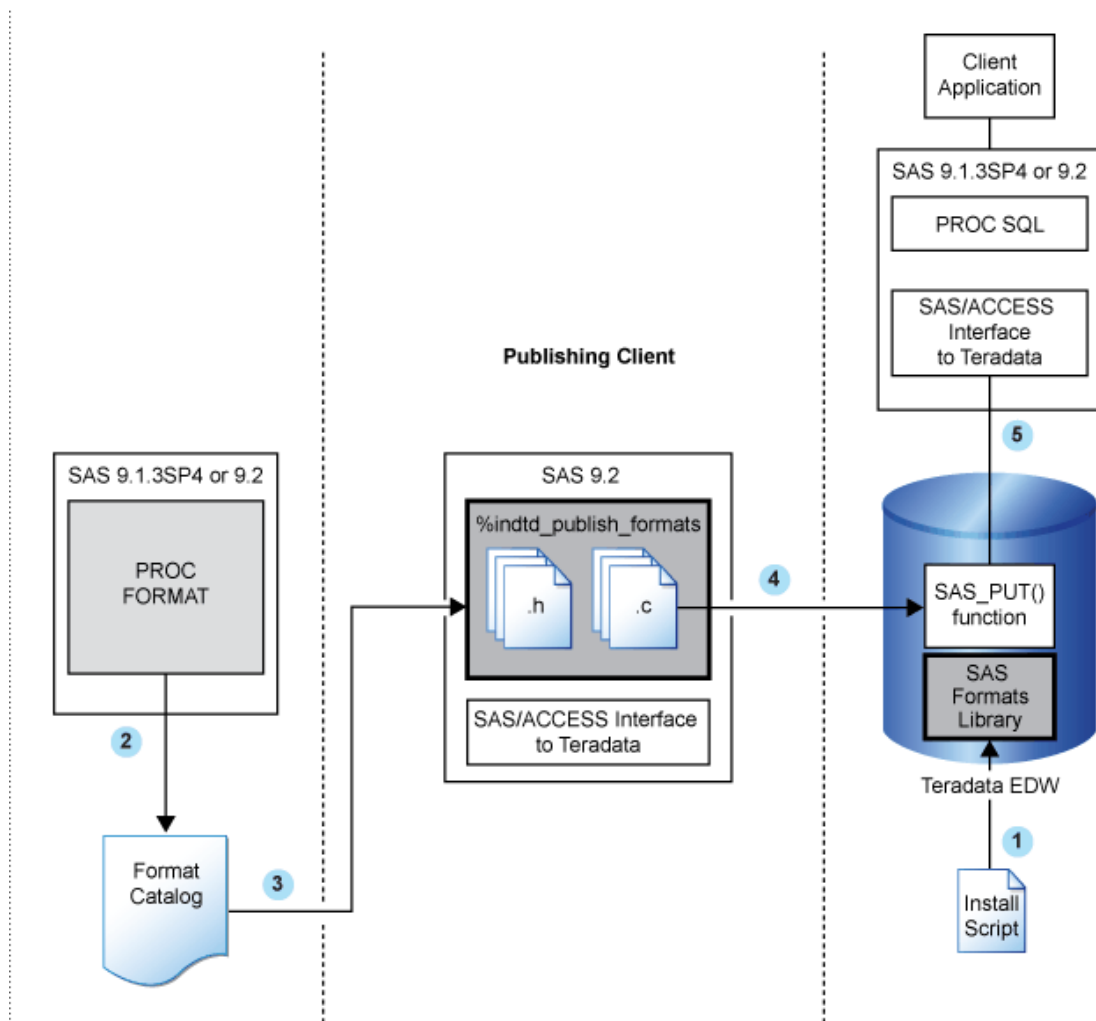 SAS 9.1.3SP4 or 9.2
PROC
FORMAT
2
Format
Catalog
3
Publishing Client
SAS 9.2
%indtd_publish_formats
.h
.c
SAS/ACCESS Interface
to Teradata
4
Client
Application
SAS 9.1.3SP4 or 9.2
PROC SQL
SAS/ACCESS
Interface
to Teradata
5
SAS_PUT()
function
SAS
Formats
Library
Teradata EDW
1
Install
Script